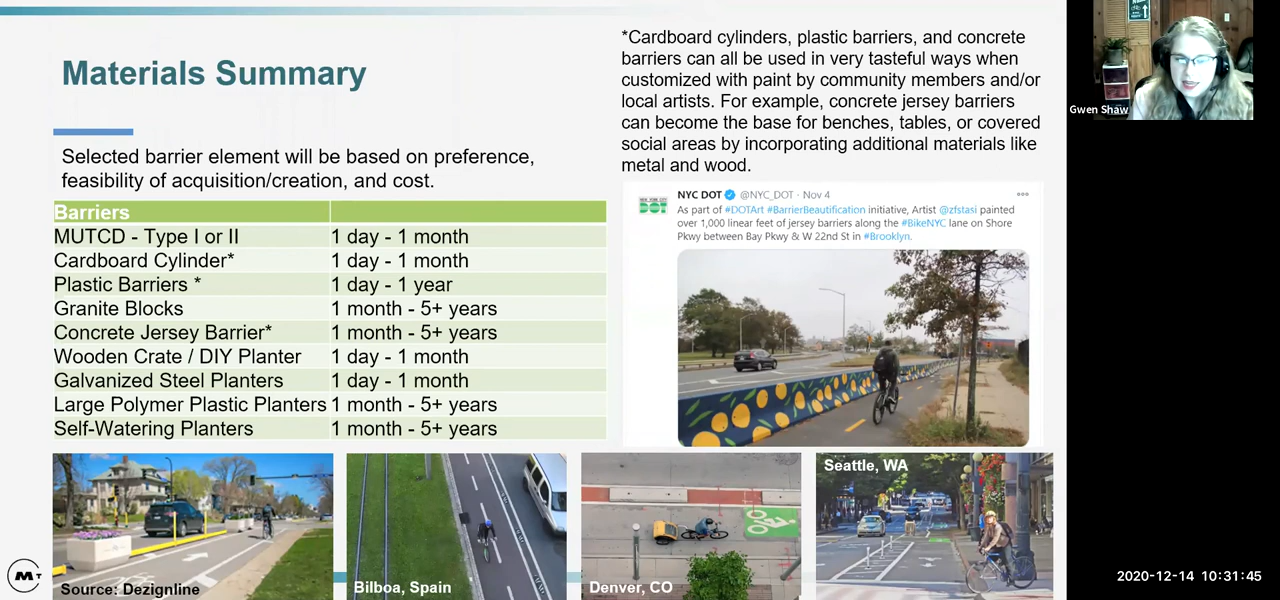 Materials Summary
Selected barrier element will be based on preference,
feasibility of acquisition/creation, and cost.
Barriers
MUTCD - Type I or II 1 day - 1 month
Cardboard Cylinder* 1 day - 1 month
Plastic Barriers * 1 day - 1 year
Granite Blocks 1 month - 5+ years
Concrete Jersey Barrier* 1 month - 5+ years
Wooden Crate / DIY Planter 1 day - 1 month
Galvanized Steel Planters 1 day - 1 month
Large Polymer Plastic Planters 1 month - 5+ years
Self-Watering Planters 1 month - 5+ years
*Cardboard cylinders, plastic barriers, and concrete
barriers can all be used in very tasteful ways when
customized with paint by community members and/or
local artists. For example, concrete jersey barriers
can become the base for benches, tables, or covered
social areas by incorporating additional materials like
metal and wood.
NYC DOT @NYC_DOT · Nov 4
As part of #DOTArt #BarrierBeautification initiative, Artist @zfstasi painted
over 1,000 linear feet of jersey barriers along the #BikeNYC lane on Shore
Pkwy between Bay Pkwy & W 22nd St in #Brooklyn.
DOT
Source: Dezignline
Bilboa, Spain
Denver, CO
Seattle, WA
MT
Gwen Shaw
2020-12-14 10:31:45